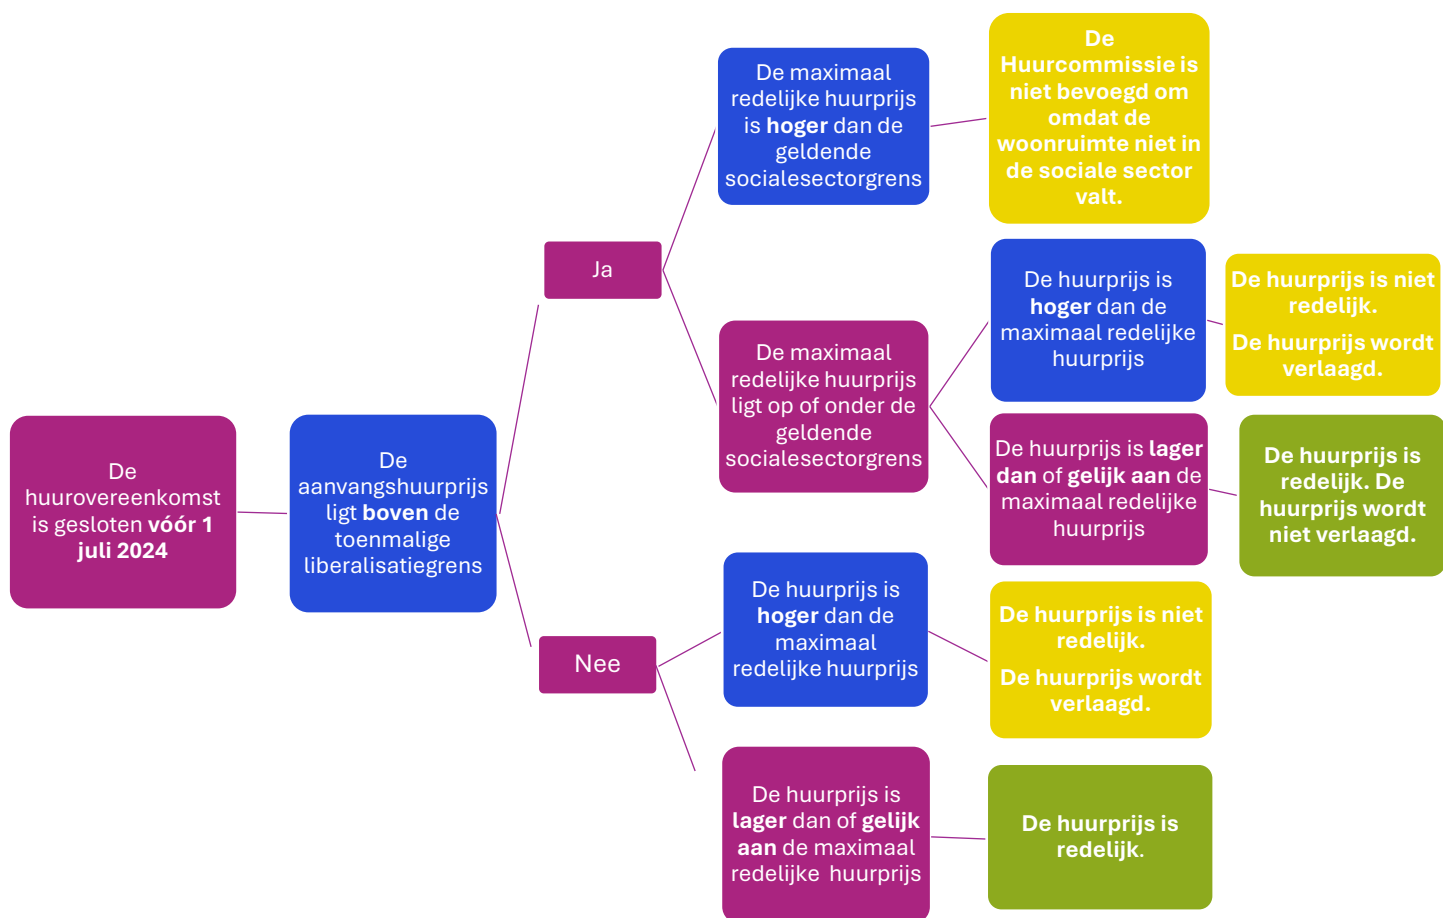 De
huurovereenkomst
is gesloten vóór 1
juli 2024
De
aanvangshuurprijs
ligt boven de
toenmalige
liberalisatiegrens
Ja
De maximaal
redelijke huurprijs
is hoger dan de
geldende
socialesectorgrens
De
Huurcommissie is
niet bevoegd om
omdat de
woonruimte niet in
de sociale sector
valt.
De maximaal
redelijke huurprijs
ligt op of onder de
geldende
socialesectorgrens
De huurprijs is
hoger dan de
maximaal redelijke
huurprijs
De huurprijs is niet
redelijk.
De huurprijs wordt
verlaagd.
De huurprijs is lager
dan of gelijk aan de
maximaal redelijke
huurprijs
De huurprijs is
redelijk. De
huurprijs wordt
niet verlaagd.
Nee
De huurprijs is
hoger dan de
maximaal
redelijke huurprijs
De huurprijs is niet
redelijk.
De huurprijs wordt
verlaagd.
De huurprijs is
lager dan of gelijk
aan de maximaal
redelijke huurprijs
De huurprijs is
redelijk.